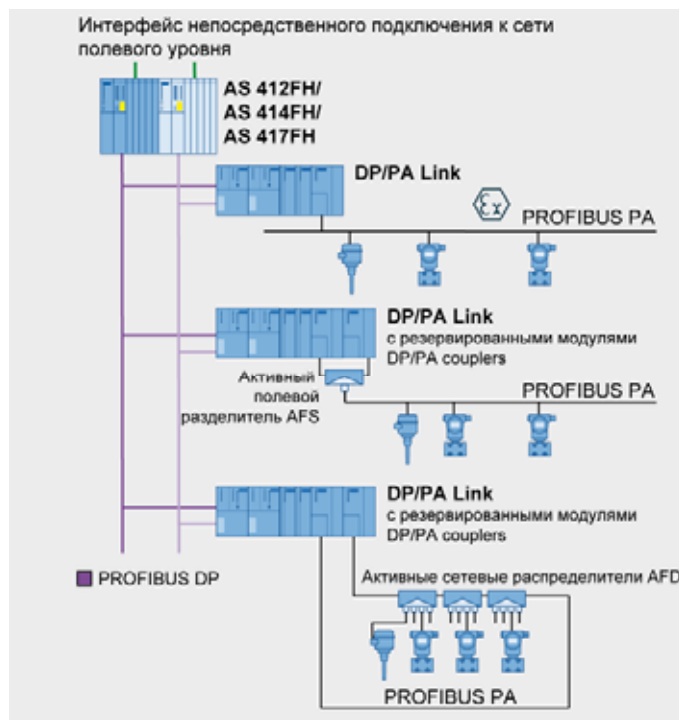 Интерфейс непосредственного подключения к сети
полевого уровня
AS 412FH/
AS 414FH/
AS 417FH
DP/PA Link
Ex
PROFIBUS PA
DP/PA Link
с резервированными модулями
DP/PA couplers
Активный
полевой
разделитель AFS
PROFIBUS PA
DP/PA Link
с резервированными модулями
DP/PA couplers
PROFIBUS DP
Активные сетевые распределители AFD
PROFIBUS PA